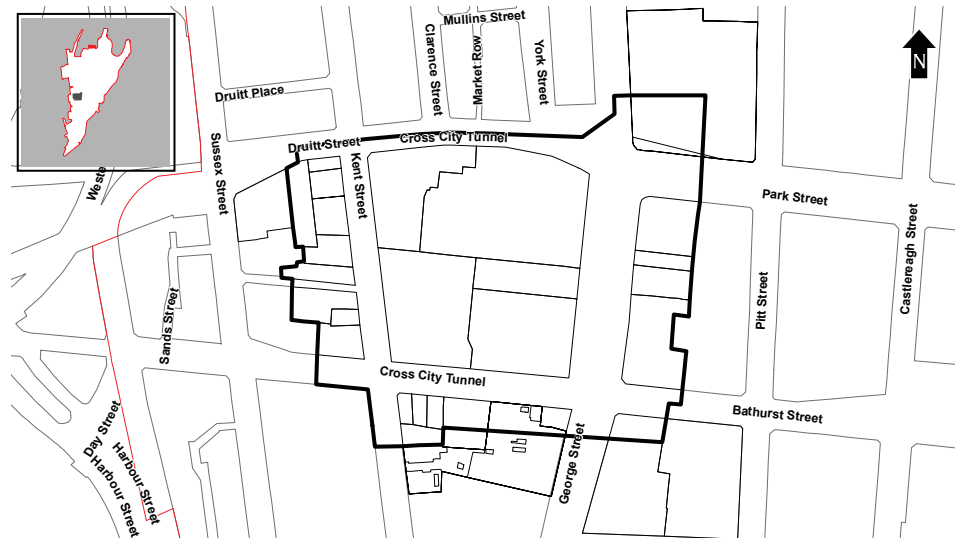 Mullins Street
Clarence Street
Market Row
York Street
N
Druitt Place
Druitt Street
Cross City Tunnel
Weste
Sussex Street
Kent Street
Park Street
Castlereagh Street
Pitt Street
Sands Street
Cross City Tunnel
Bathurst Street
Day Street
Harbour Street
Harbour Street
George Street